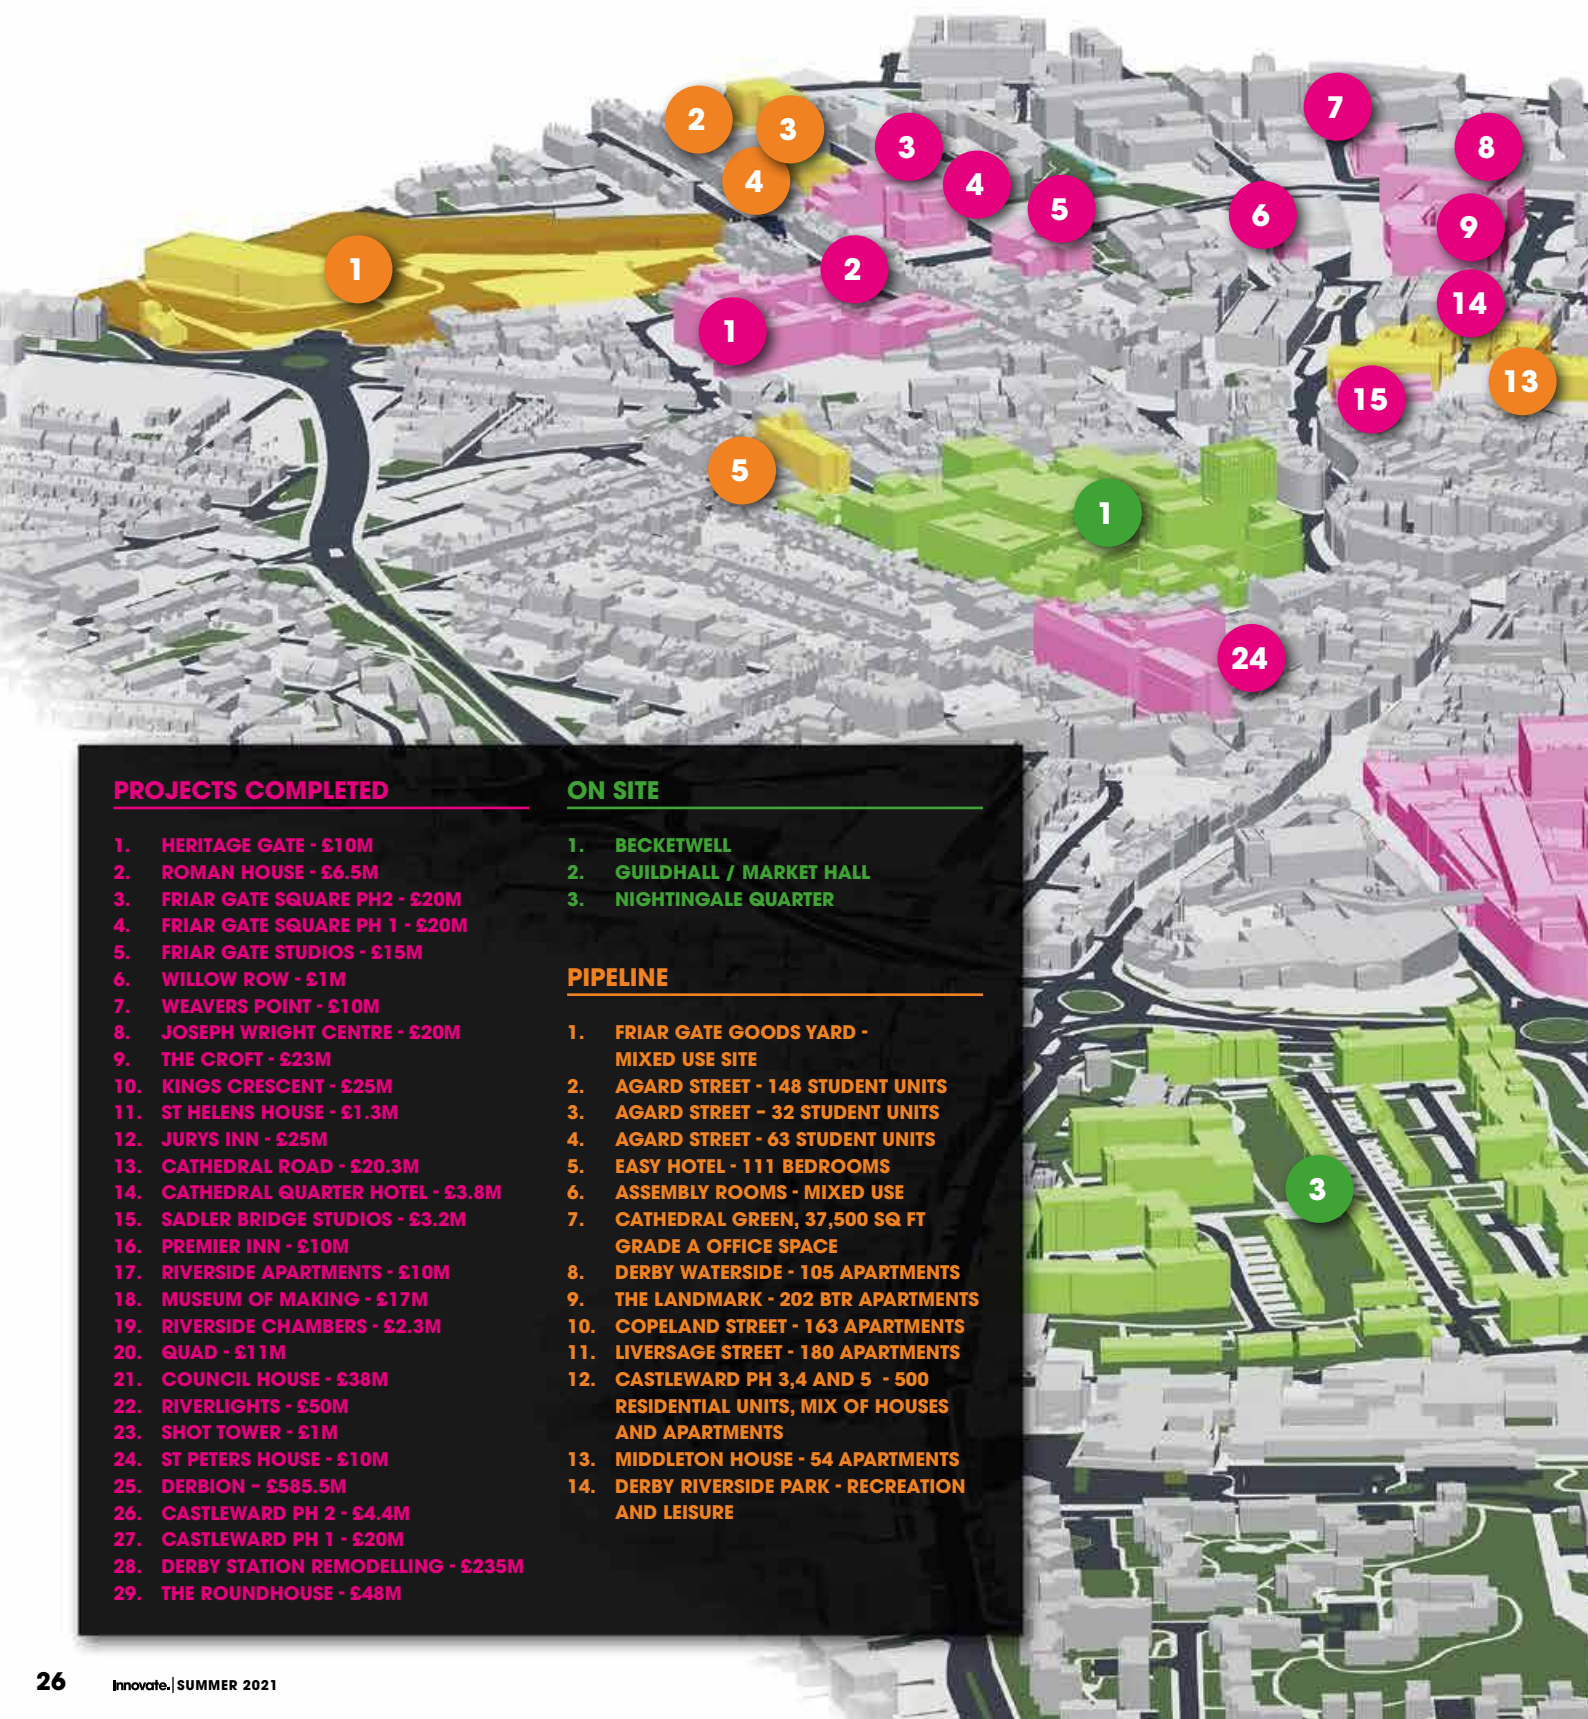 2
3
4
3
4
5
6
7
8
9
1
2
1
14
15
13
5
1
24
3
PROJECTS COMPLETED
1. HERITAGE GATE - £10M
2. ROMAN HOUSE - £6.5M
3. FRIAR GATE SQUARE PH2 - £20M
4. FRIAR GATE SQUARE PH 1 - £20M
5. FRIAR GATE STUDIOS - £15M
6. WILLOW ROW - £1M
7. WEAVERS POINT - £10M
8. JOSEPH WRIGHT CENTRE - £20M
9. THE CROFT - £23M
10. KINGS CRESCENT - £25M
11. ST HELENS HOUSE - £1.3M
12. JURYS INN - £25M
13. CATHEDRAL ROAD - £20.3M
14. CATHEDRAL QUARTER HOTEL - £3.8M
15. SADLER BRIDGE STUDIOS - £3.2M
16. PREMIER INN - £10M
17. RIVERSIDE APARTMENTS - £10M
18. MUSEUM OF MAKING - £17M
19. RIVERSIDE CHAMBERS - £2.3M
20. QUAD - £11M
21. COUNCIL HOUSE - £38M
22. RIVERLIGHTS - £50M
23. SHOT TOWER - £1M
24. ST PETERS HOUSE - £10M
25. DERBION – £585.5M
26. CASTLEWARD PH 2 - £4.4M
27. CASTLEWARD PH 1 - £20M
28. DERBY STATION REMODELLING - £235M
29. THE ROUNDHOUSE - £48M
ON SITE
1. BECKETWELL
2. GUILDHALL / MARKET HALL
3. NIGHTINGALE QUARTER
PIPELINE
1. FRIAR GATE GOODS YARD -
MIXED USE SITE
2. AGARD STREET - 148 STUDENT UNITS
3. AGARD STREET – 32 STUDENT UNITS
4. AGARD STREET - 63 STUDENT UNITS
5. EASY HOTEL - 111 BEDROOMS
6. ASSEMBLY ROOMS - MIXED USE
7. CATHEDRAL GREEN, 37,500 SQ FT
GRADE A OFFICE SPACE
8. DERBY WATERSIDE - 105 APARTMENTS
9. THE LANDMARK - 202 BTR APARTMENTS
10. COPELAND STREET - 163 APARTMENTS
11. LIVERSAGE STREET - 180 APARTMENTS
12. CASTLEWARD PH 3,4 AND 5 - 500
RESIDENTIAL UNITS, MIX OF HOUSES
AND APARTMENTS
13. MIDDLETON HOUSE - 54 APARTMENTS
14. DERBY RIVERSIDE PARK - RECREATION
AND LEISURE
26 Innovate. | SUMMER 2021